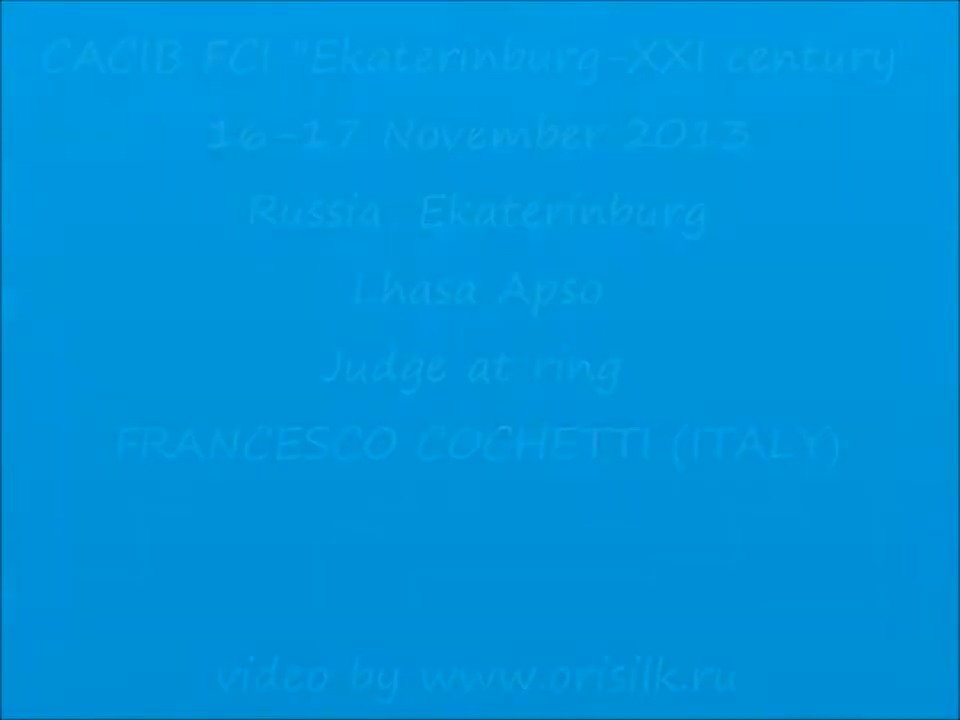 CACIB FCI "Ekaterinburg-XXI century"
16-17 November 2013
Russia Ekaterinburg
Lhasa Apso
Judge at ring
FRANCESCO COCHETTI (ITALY)
video by www.orisilk.ru